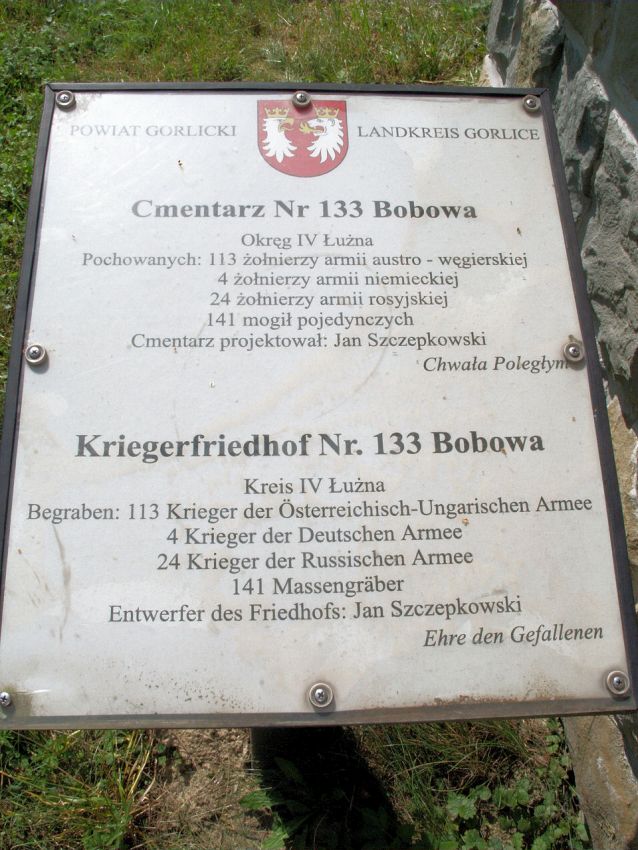 POWIAT GORLICKI LANDKREIS GORLICE
Cmentarz Nr 133 Bobowa
Okręg IV Łużna
Pochowanych: 113 żołnierzy armii austro - węgierskiej
4 żołnierzy armii niemieckiej
24 żołnierzy armii rosyjskiej
141 mogił pojedynczych
Cmentarz projektował: Jan Szczepkowski
Chwała Poległym
Kriegerfriedhof Nr. 133 Bobowa
Kreis IV Łużna
Begraben: 113 Krieger der Österreichisch-Ungarischen Armee
4 Krieger der Deutschen Armee
24 Krieger der Russischen Armee
141 Massengräber
Entwerfer des Friedhofs: Jan Szczepkowski
Ehre den Gefallenen